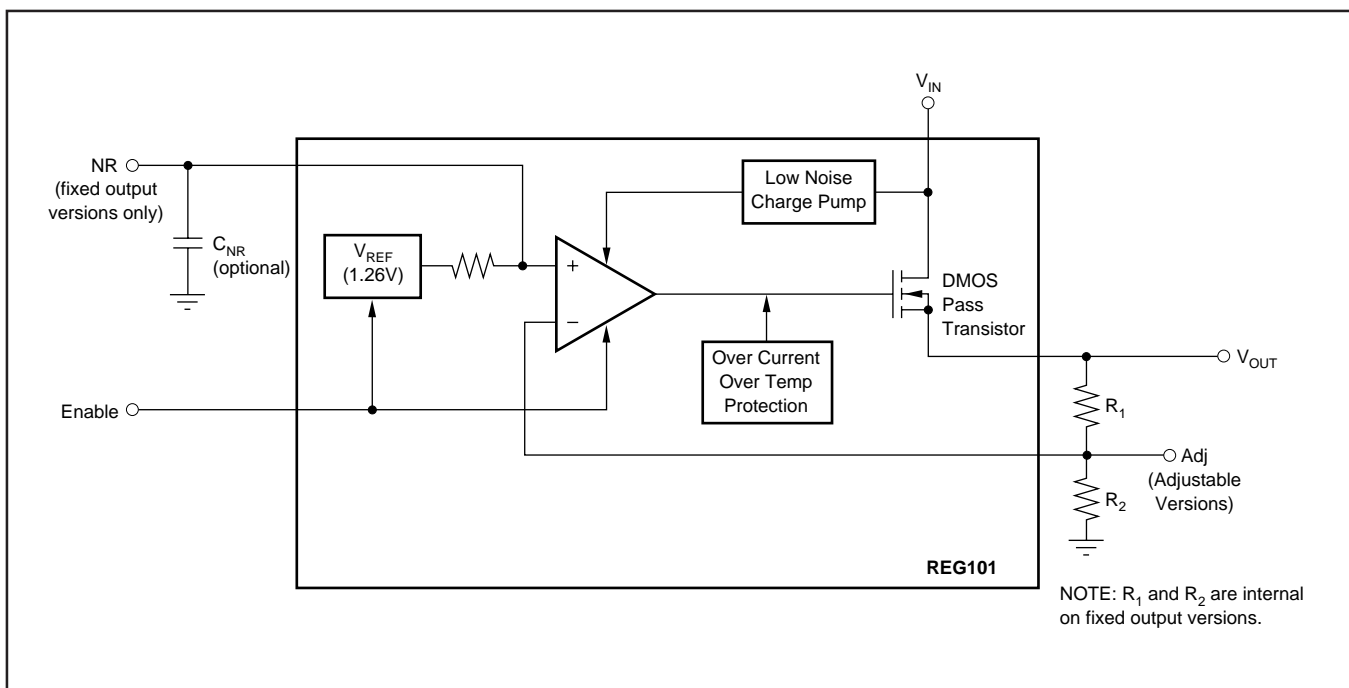 V_IN
NR
(fixed output
versions only)
C_NR
(optional)
V_REF
(1.26V)
+
−
Low Noise
Charge Pump
DMOS
Pass
Transistor
Over Current
Over Temp
Protection
V_OUT
R_1
Enable
Adj
(Adjustable
Versions)
R_2
REG101
NOTE: R_1 and R_2 are internal
on fixed output versions.